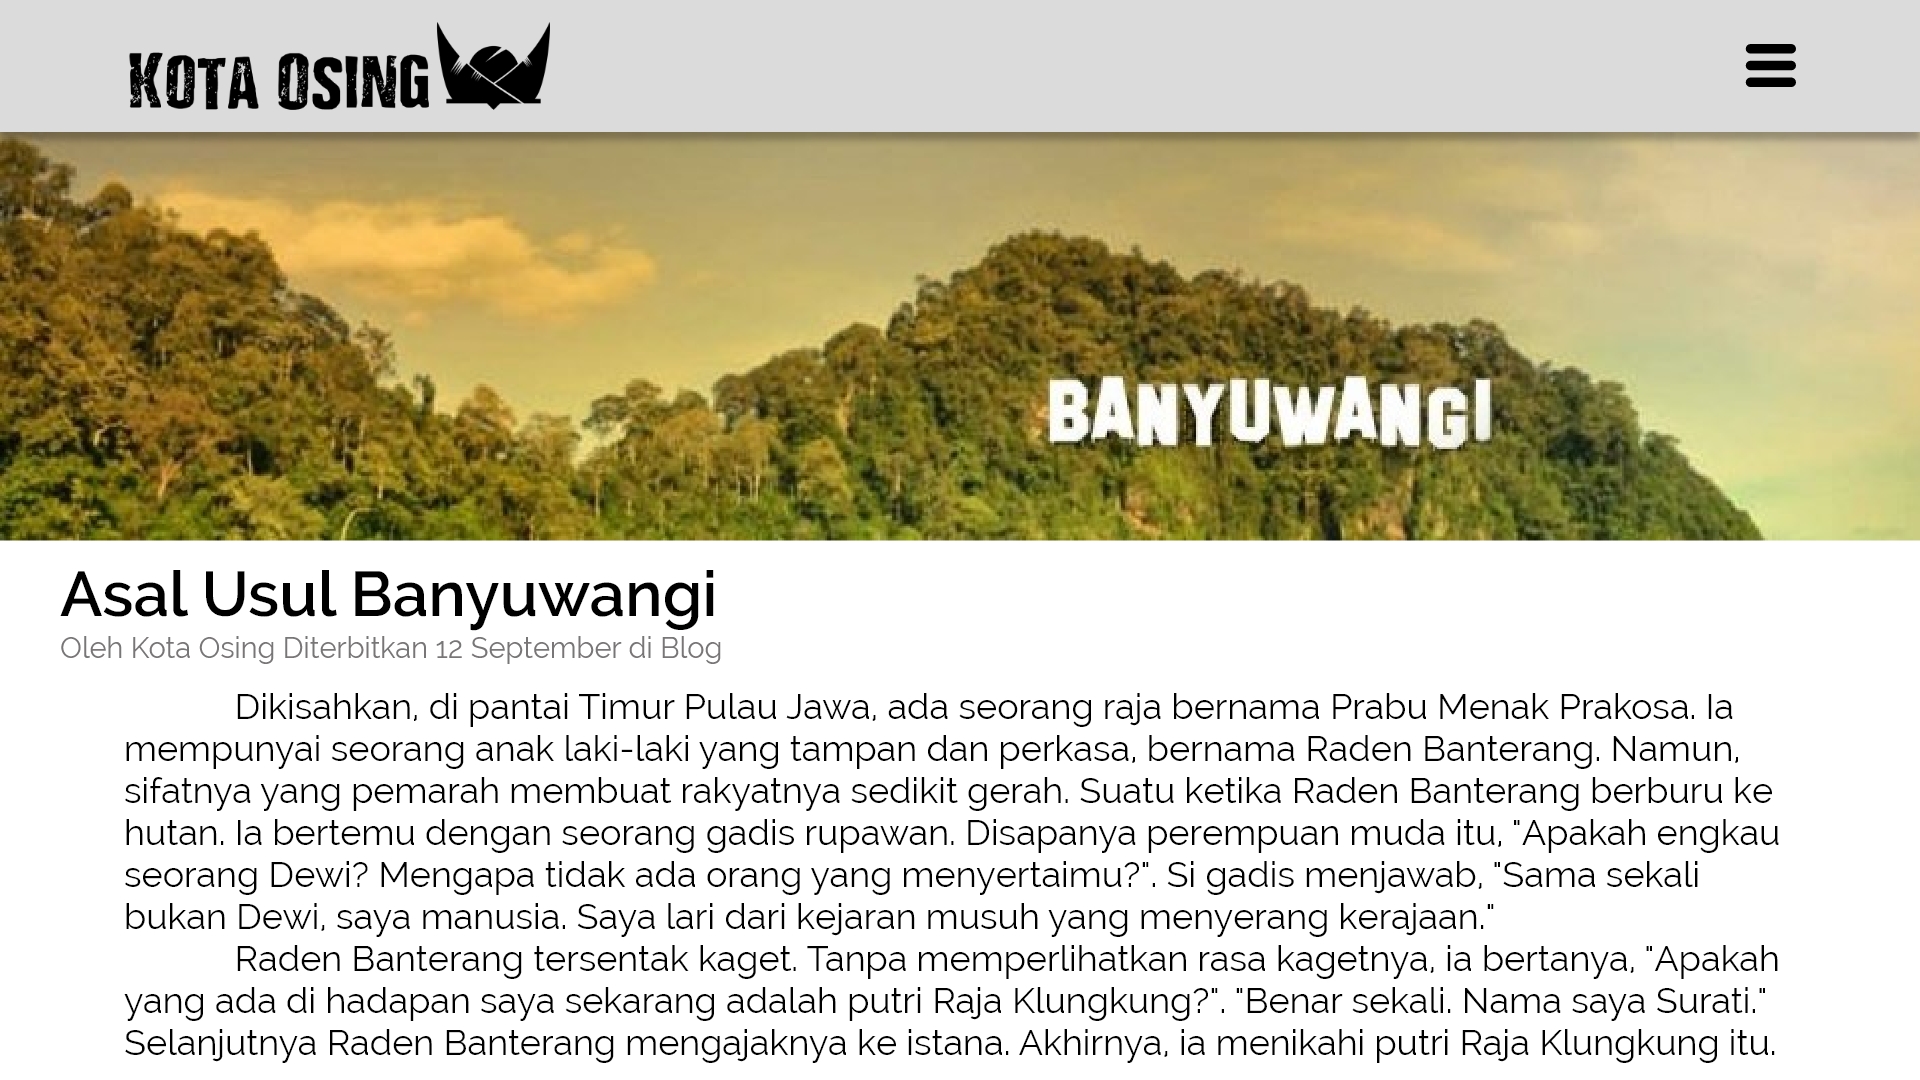 KOTA OSING
BANYUWANGI
Asal Usul Banyuwangi
Oleh Kota Osing Diterbitkan 12 September di Blog
Dikisahkan, di pantai Timur Pulau Jawa, ada seorang raja bernama Prabu Menak Prakosa. Ia
mempunyai seorang anak laki-laki yang tampan dan perkasa, bernama Raden Banterang. Namun,
sifatnya yang pemarah membuat rakyatnya sedikit gerah. Suatu ketika Raden Banterang berburu ke
hutan. Ia bertemu dengan seorang gadis rupawan. Disapanya perempuan muda itu, "Apakah engkau
seorang Dewi? Mengapa tidak ada orang yang menyertaimu?". Si gadis menjawab, "Sama sekali
bukan Dewi, saya manusia. Saya lari dari kejaran musuh yang menyerang kerajaan."
Raden Banterang tersentak kaget. Tanpa memperlihatkan rasa kagetnya, ia bertanya, "Apakah
yang ada di hadapan saya sekarang adalah putri Raja Klungkung?". "Benar sekali. Nama saya Surati."
Selanjutnya Raden Banterang mengajaknya ke istana. Akhirnya, ia menikahi putri Raja Klungkung itu.